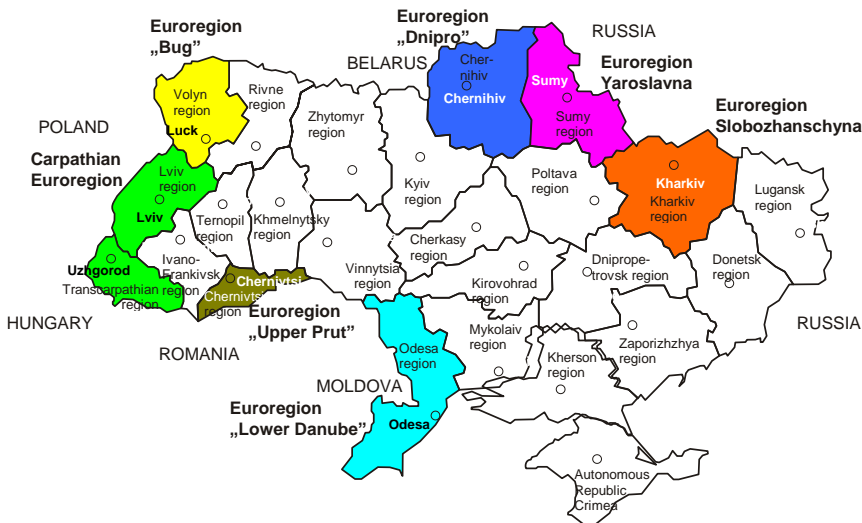 Euroregion
„Bug”
Euroregion
„Dnipro”
RUSSIA
BELARUS
Euroregion
Yaroslavna
Euroregion
Slobozhanschyna
POLAND
Carpathian
Euroregion
Volyn
region
Luck
Rivne
region
Zhytomyr
region
Cher-
nihiv
Chernihiv
Sumy
Sumy
region
Lviv
region
Lviv
Ternopil
region
Khmelnytsky
region
Kyiv
region
Poltava
region
Kharkiv
Kharkiv
region
Lugansk
region
Uzhgorod
Transcarpathian
region
Ivano-
Frankivsk
region
Chernivtsi
Chernivtsi
region
Vinnytsia
region
Cherkasy
region
Kirovohrad
region
Dnipropе-
trovsk region
Donetsk
region
HUNGARY
ROMANIA
Euroregion
„Upper Prut”
Odesa
region
Mykolaiv
region
Kherson
region
Zaporizhzhya
region
RUSSIA
MOLDOVA
Euroregion
„Lower Danube”
Odesa
Autonomous
Republic
Crimea